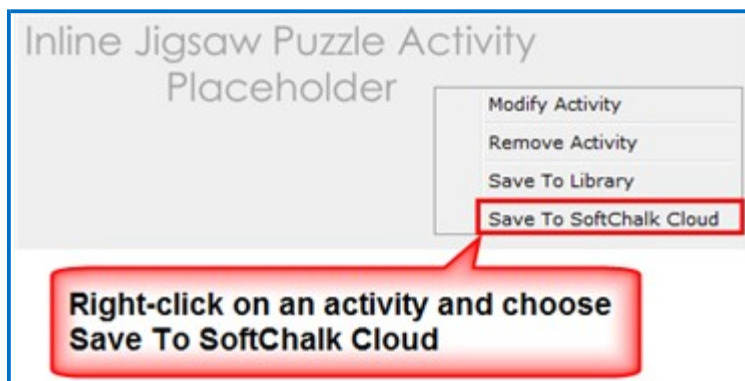 Inline Jigsaw Puzzle Activity
Placeholder
Modify Activity
Remove Activity
Save To Library
Save To SoftChalk Cloud
Right-click on an activity and choose
Save To SoftChalk Cloud